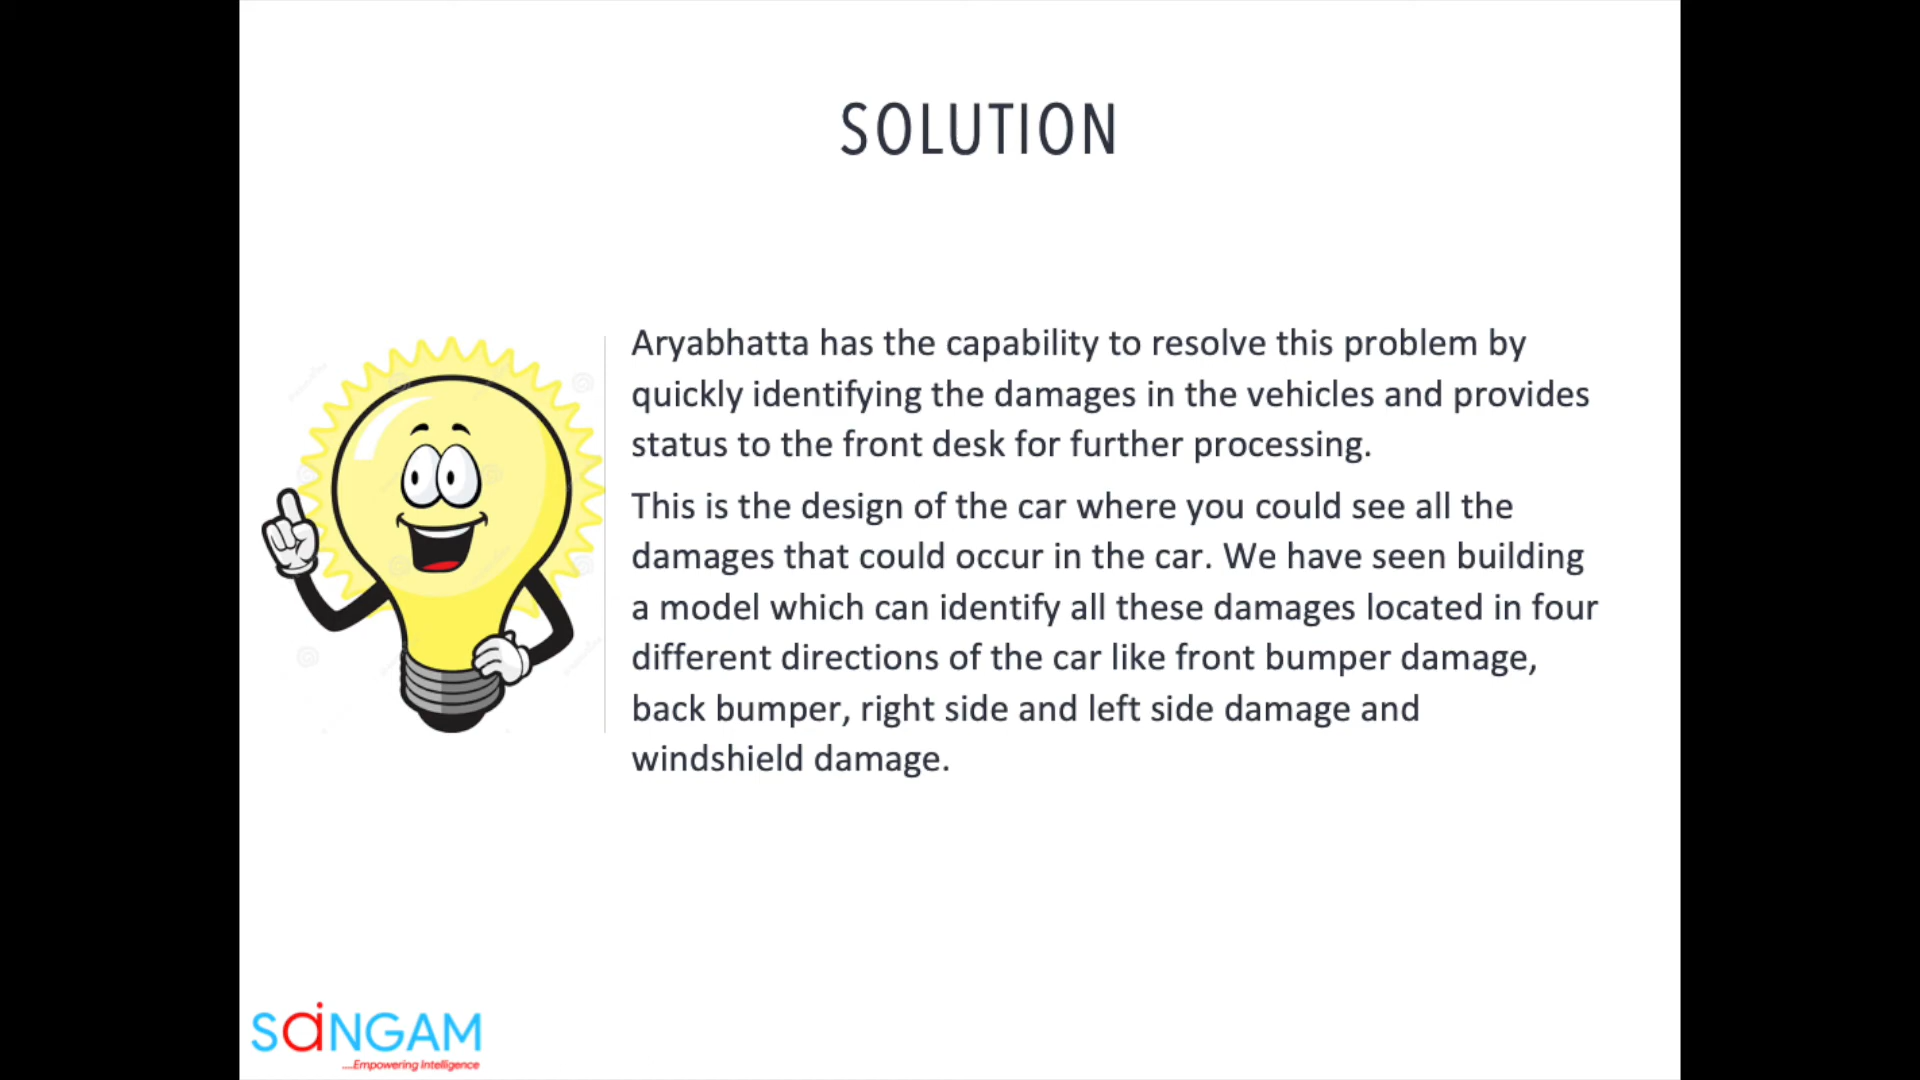 SOLUTION
Aryabhatta has the capability to resolve this problem by
quickly identifying the damages in the vehicles and provides
status to the front desk for further processing.
This is the design of the car where you could see all the
damages that could occur in the car. We have seen building
a model which can identify all these damages located in four
different directions of the car like front bumper damage,
back bumper, right side and left side damage and
windshield damage.
SaiNGAM
....Empowering Intelligence